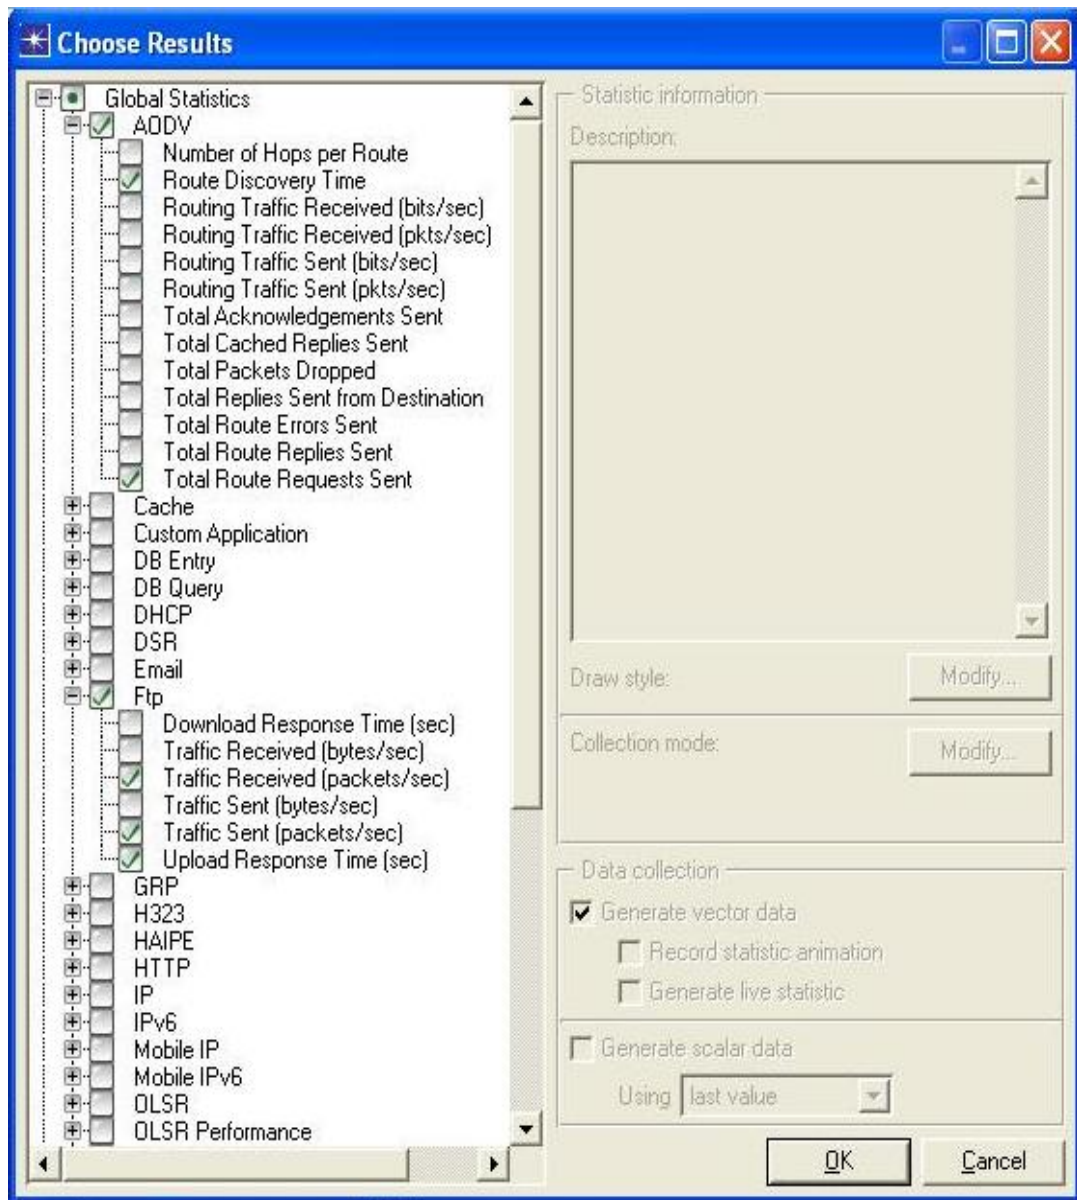 Choose Results
Global Statistics
AODV
Number of Hops per Route
Route Discovery Time
Routing Traffic Received (bits/sec)
Routing Traffic Received (pkts/sec)
Routing Traffic Sent (bits/sec)
Routing Traffic Sent (pkts/sec)
Total Acknowledgements Sent
Total Cached Replies Sent
Total Packets Dropped
Total Replies Sent from Destination
Total Route Errors Sent
Total Route Replies Sent
Total Route Requests Sent
Cache
Custom Application
DB Entry
DB Query
DHCP
DSR
Email
Ftp
Download Response Time (sec)
Traffic Received (bytes/sec)
Traffic Received (packets/sec)
Traffic Sent (bytes/sec)
Traffic Sent (packets/sec)
Upload Response Time (sec)
GRP
H323
HAIPE
HTTP
IP
IPv6
Mobile IP
Mobile IPv6
OLSR
OLSR Performance
Statistic information
Description:
Draw style:
Modify...
Collection mode:
Modify...
Data collection
Generate vector data
Record statistic animation
Generate live statistic
Generate scalar data
Using last value
OK
Cancel